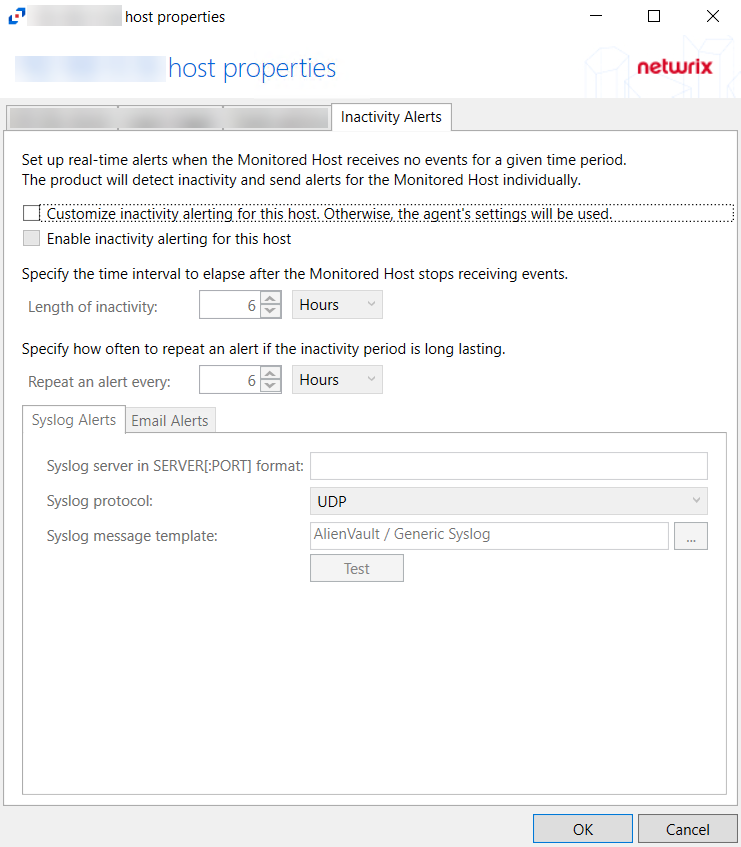 host properties
host properties
netwrix
Inactivity Alerts
Set up real-time alerts when the Monitored Host receives no events for a given time period.
The product will detect inactivity and send alerts for the Monitored Host individually.
Customize inactivity alerting for this host. Otherwise, the agent's settings will be used.
Enable inactivity alerting for this host
Specify the time interval to elapse after the Monitored Host stops receiving events.
Length of inactivity: 6 Hours
Specify how often to repeat an alert if the inactivity period is long lasting.
Repeat an alert every: 6 Hours
Syslog Alerts Email Alerts
Syslog server in SERVER[:PORT] format:
Syslog protocol: UDP
Syslog message template: AlienVault / Generic Syslog ...
Test
OK Cancel